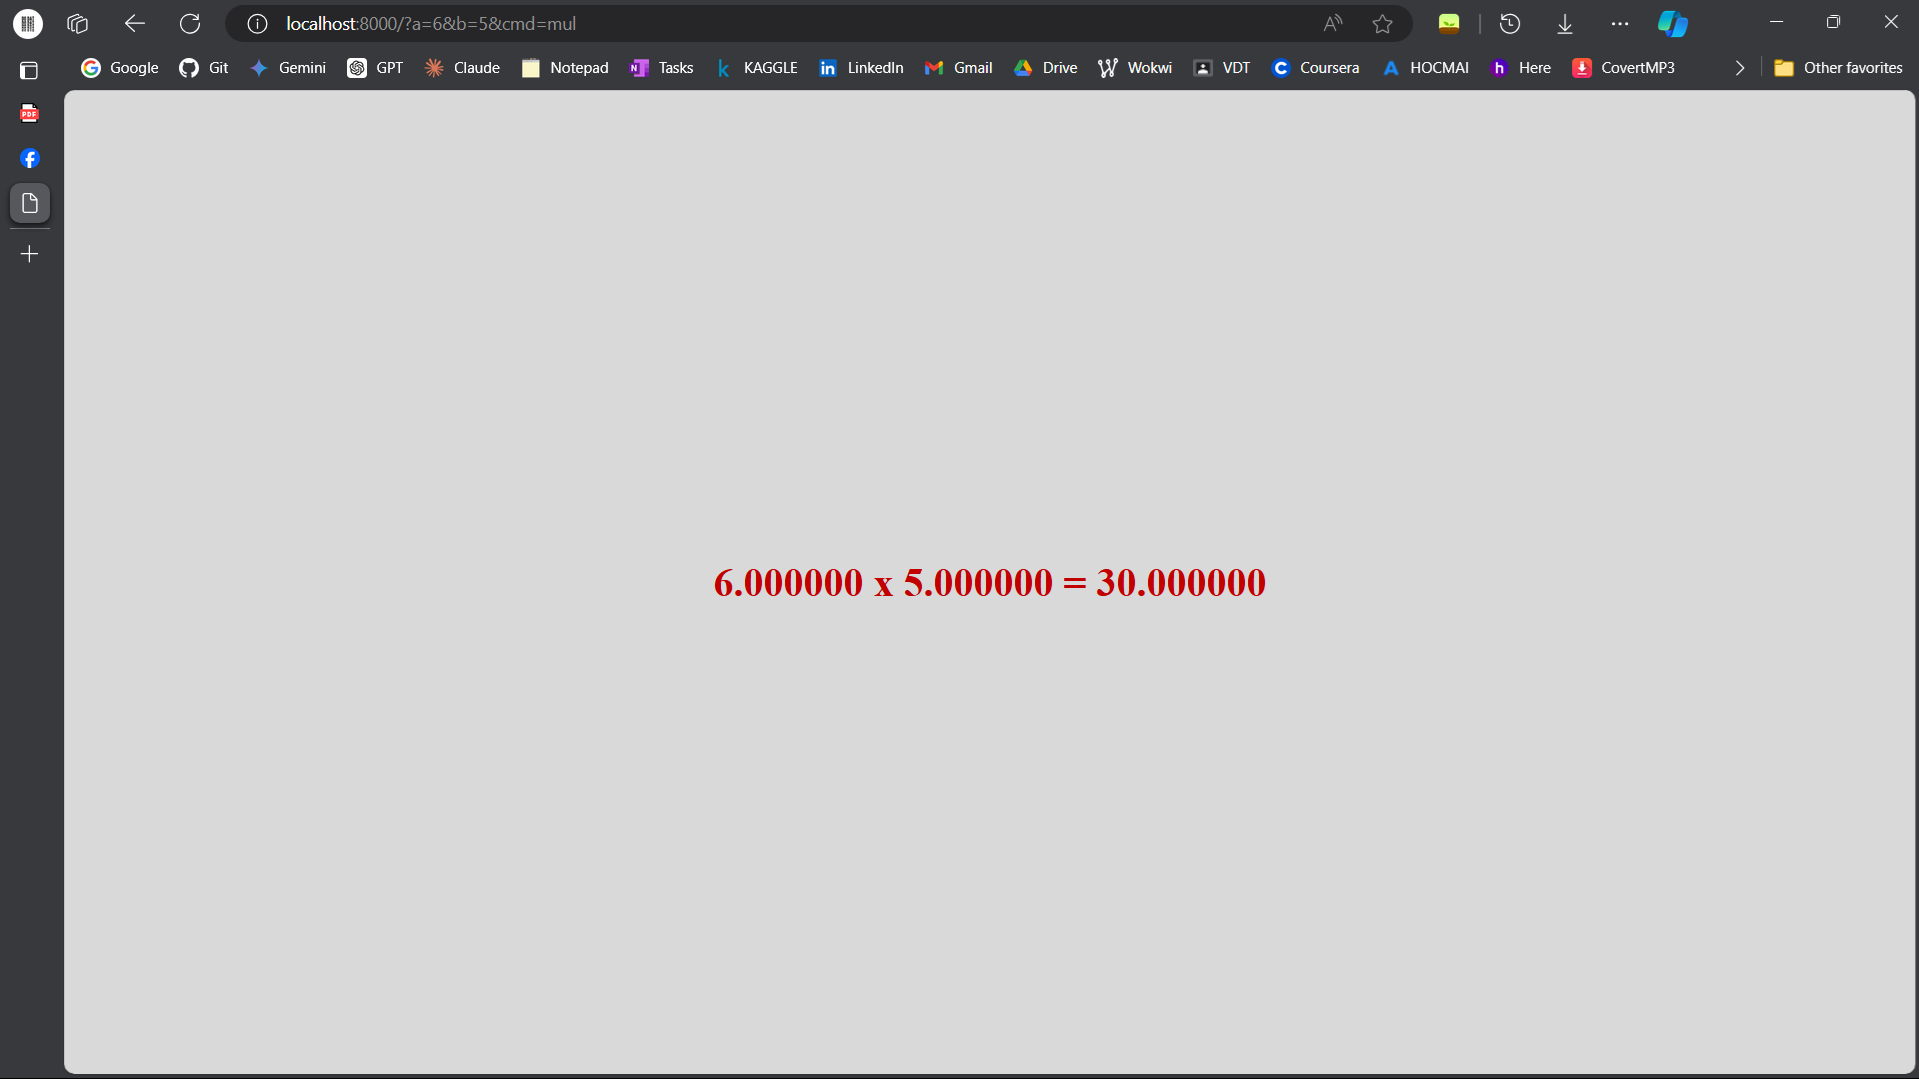 localhost:8000/?a=6&b=5&cmd=mul
Google Git Gemini GPT Claude Notepad Tasks KAGGLE LinkedIn Gmail Drive Wokwi VDT Coursera HOCMAI Here CovertMP3 Other favorites
6.000000 x 5.000000 = 30.000000